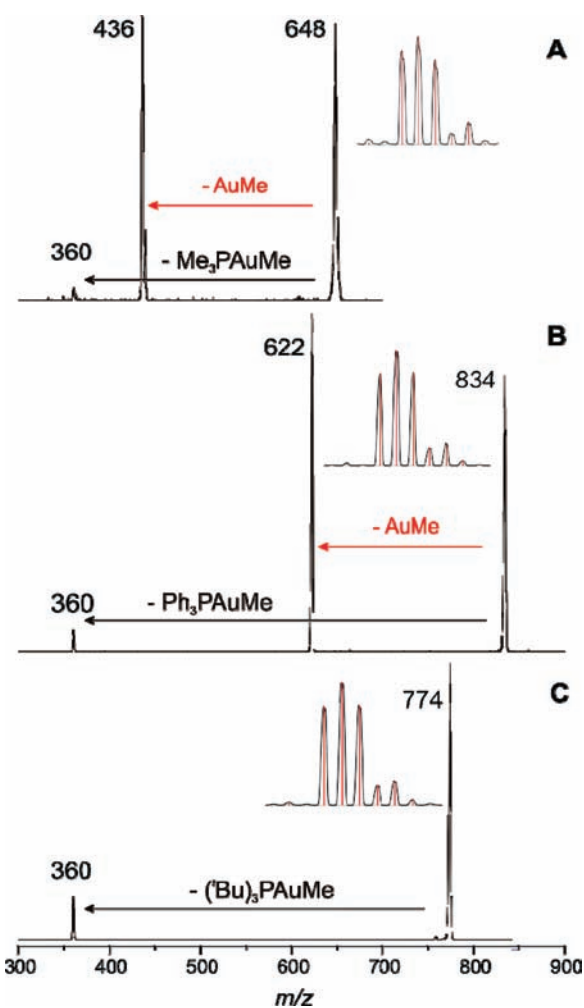 436 648 A
- AuMe
360 - Me₃PAuMe
B
622 834
- AuMe
360 - Ph₃PAuMe
C
774
360 - (ᵗBu)₃PAuMe
300 400 500 600 700 800 900
m/z